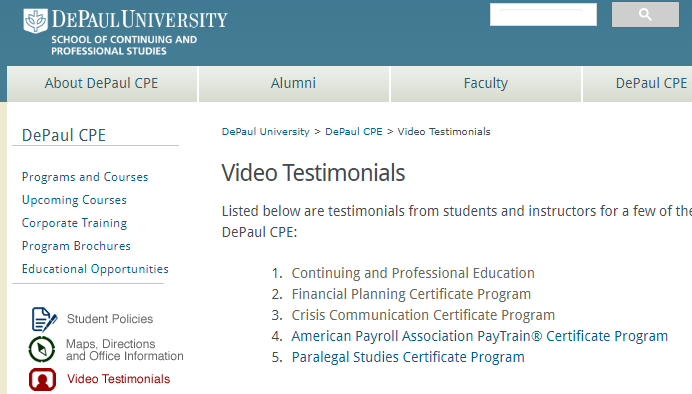 DEPAUL UNIVERSITY
SCHOOL OF CONTINUING AND
PROFESSIONAL STUDIES
About DePaul CPE
Alumni
Faculty
DePaul CPE
DePaul CPE
Programs and Courses
Upcoming Courses
Corporate Training
Program Brochures
Educational Opportunities
Student Policies
Maps, Directions
and Office Information
Video Testimonials
DePaul University > DePaul CPE > Video Testimonials
Video Testimonials
Listed below are testimonials from students and instructors for a few of the
DePaul CPE:
1. Continuing and Professional Education
2. Financial Planning Certificate Program
3. Crisis Communication Certificate Program
4. American Payroll Association PayTrain® Certificate Program
5. Paralegal Studies Certificate Program